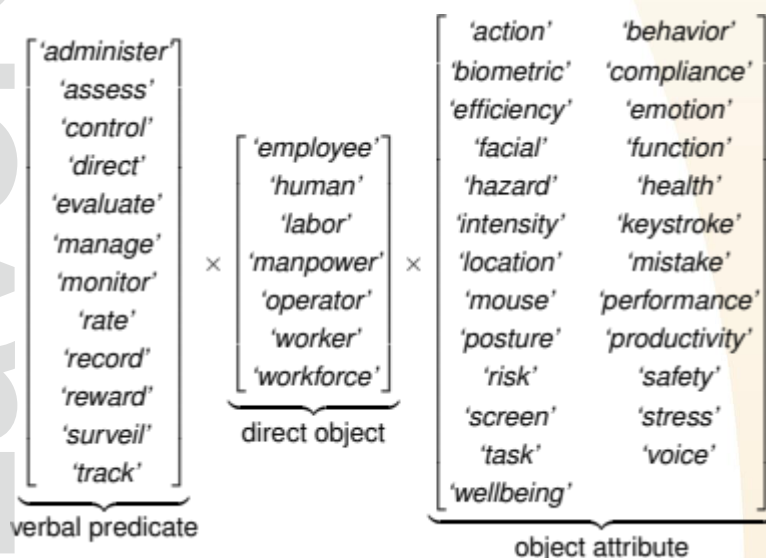 'administer'
'assess'
'control'
'direct'
'evaluate'
'manage'
'monitor'
'rate'
'record'
'reward'
'surveil'
'track'
verbal predicate
×
'employee'
'human'
'labor'
'manpower'
'operator'
'worker'
'workforce'
direct object
×
'action' 'behavior'
'biometric' 'compliance'
'efficiency' 'emotion'
'facial' 'function'
'hazard' 'health'
'intensity' 'keystroke'
'location' 'mistake'
'mouse' 'performance'
'posture' 'productivity'
'risk' 'safety'
'screen' 'stress'
'task' 'voice'
'wellbeing'
object attribute